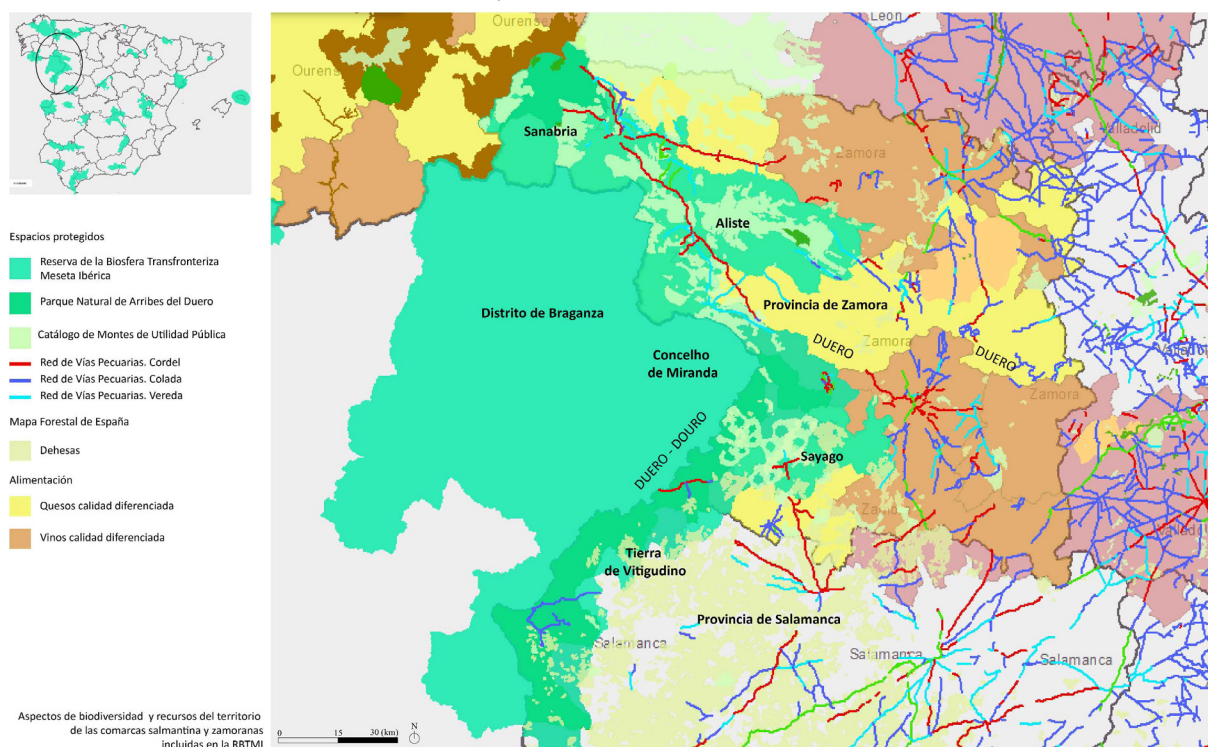 Espacios protegidos
Reserva de la Biosfera Transfronteriza
Meseta Ibérica
Parque Natural de Arribes del Duero
Catálogo de Montes de Utilidad Pública
Red de Vías Pecuarias. Cordel
Red de Vías Pecuarias. Colada
Red de Vías Pecuarias. Vereda
Mapa Forestal de España
Dehesas
Alimentación
Quesos calidad diferenciada
Vinos calidad diferenciada
Aspectos de biodiversidad y recursos del territorio
de las comarcas salmantina y zamoranas
incluidas en la RBTMI
Ourense
León
Ourense
Valladolid
Sanabria
Zamora
Aliste
Distrito de Braganza
Provincia de Zamora
DUERO
Zamora
DUERO
Concelho
de Miranda
Zamora
DUERO - DOURO
Sayago
Zamora
Tierra
de Vitigudino
Provincia de Salamanca
Salamanca
Salamanca
Salamanca
0 15 30 (km)
N